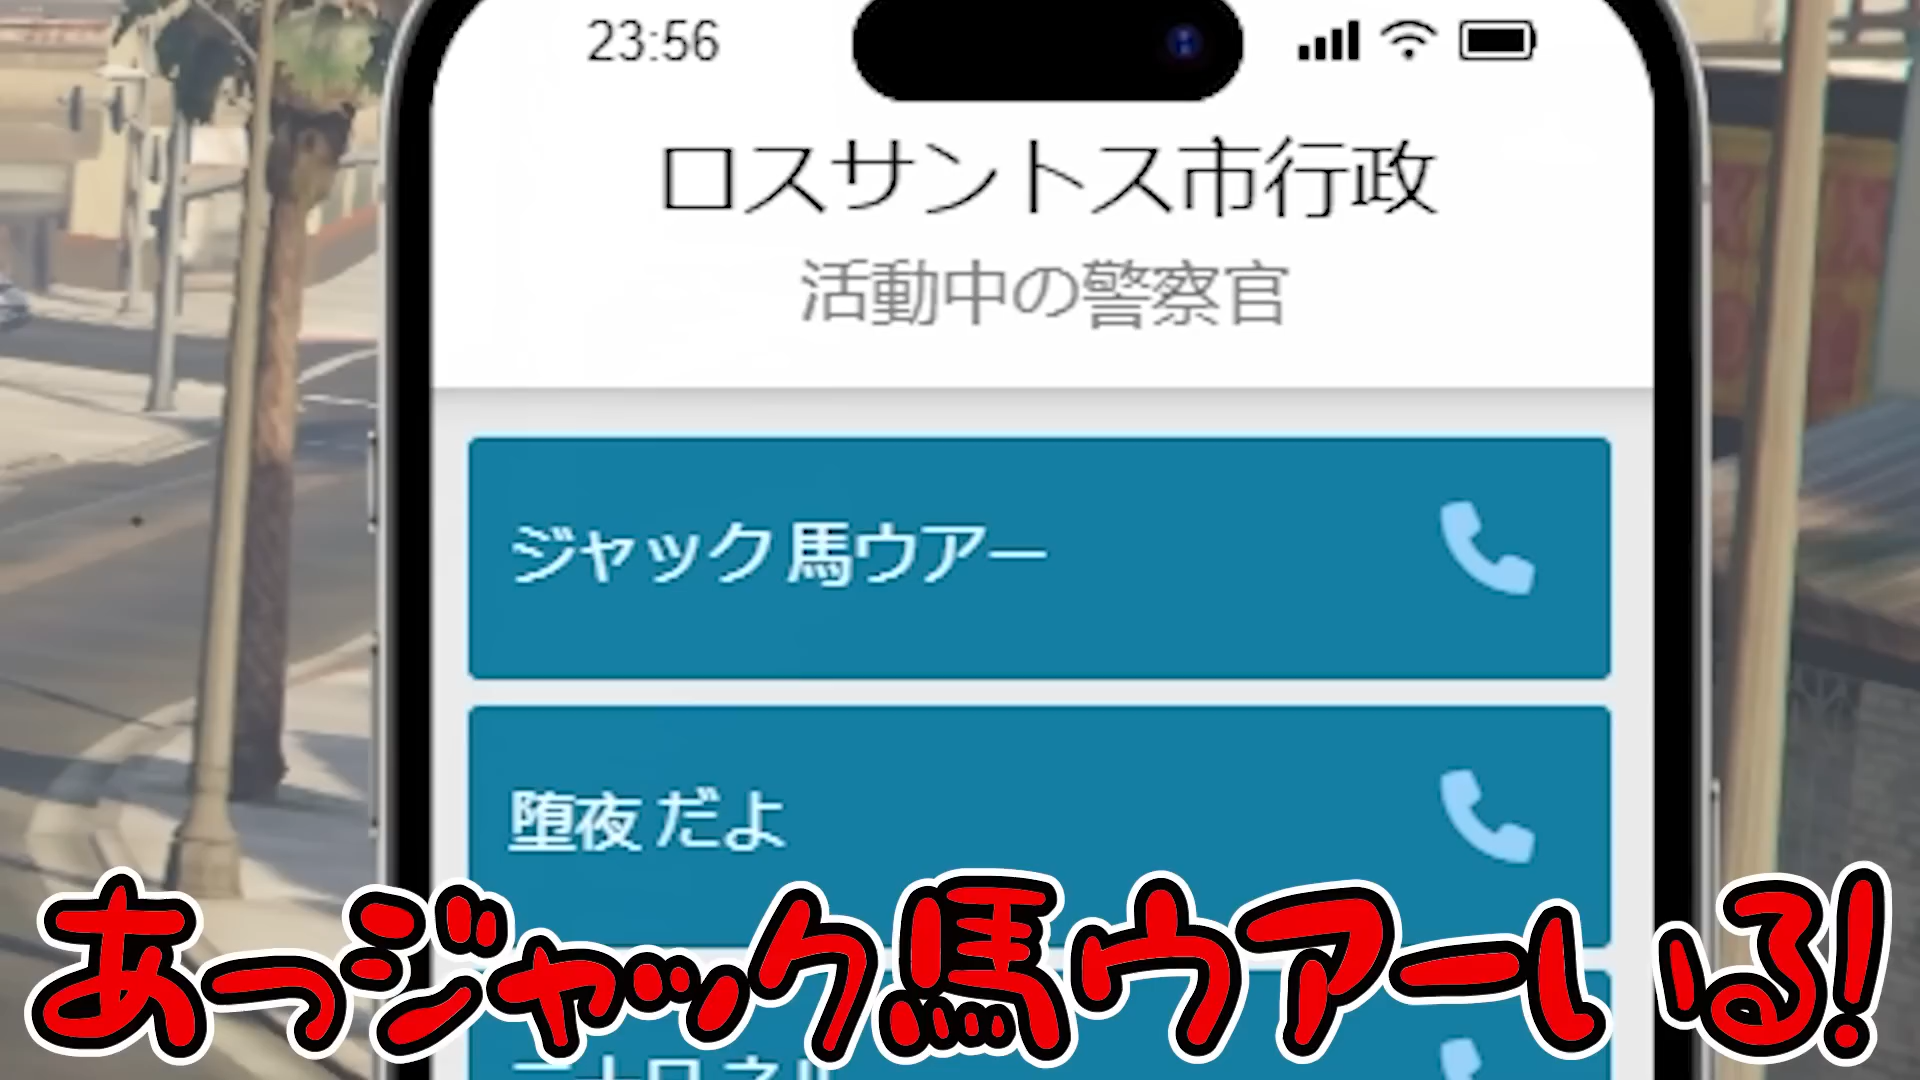 23:56
ロスサントス市行政
活動中の警察官
ジャック 馬ウアー
堕夜 だよ
あっジャック馬ウアーいる!